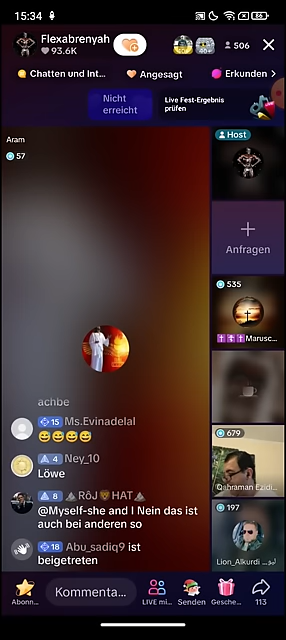 15:34
86
Flexabrenyah
93.6K
506
Chatten und Int...
Angesagt
Erkunden
Nicht
erreicht
Live Fest-Ergebnis
prüfen
Aram
57
Host
Anfragen
535
Marusc...
achbe
15 Ms.Evinadelal
😅😅😅😅
4 Ney_10
Löwe
679
Qahraman Ezidi...
8 RôJ🦁HAT
@Myself-she and I Nein das ist
auch bei anderen so
197
18 Abu_sadiq9 ist
beigetreten
Lion_Alkurdi
Abonn...
Kommenta...
LIVE mi...
Senden
Gesche...
113